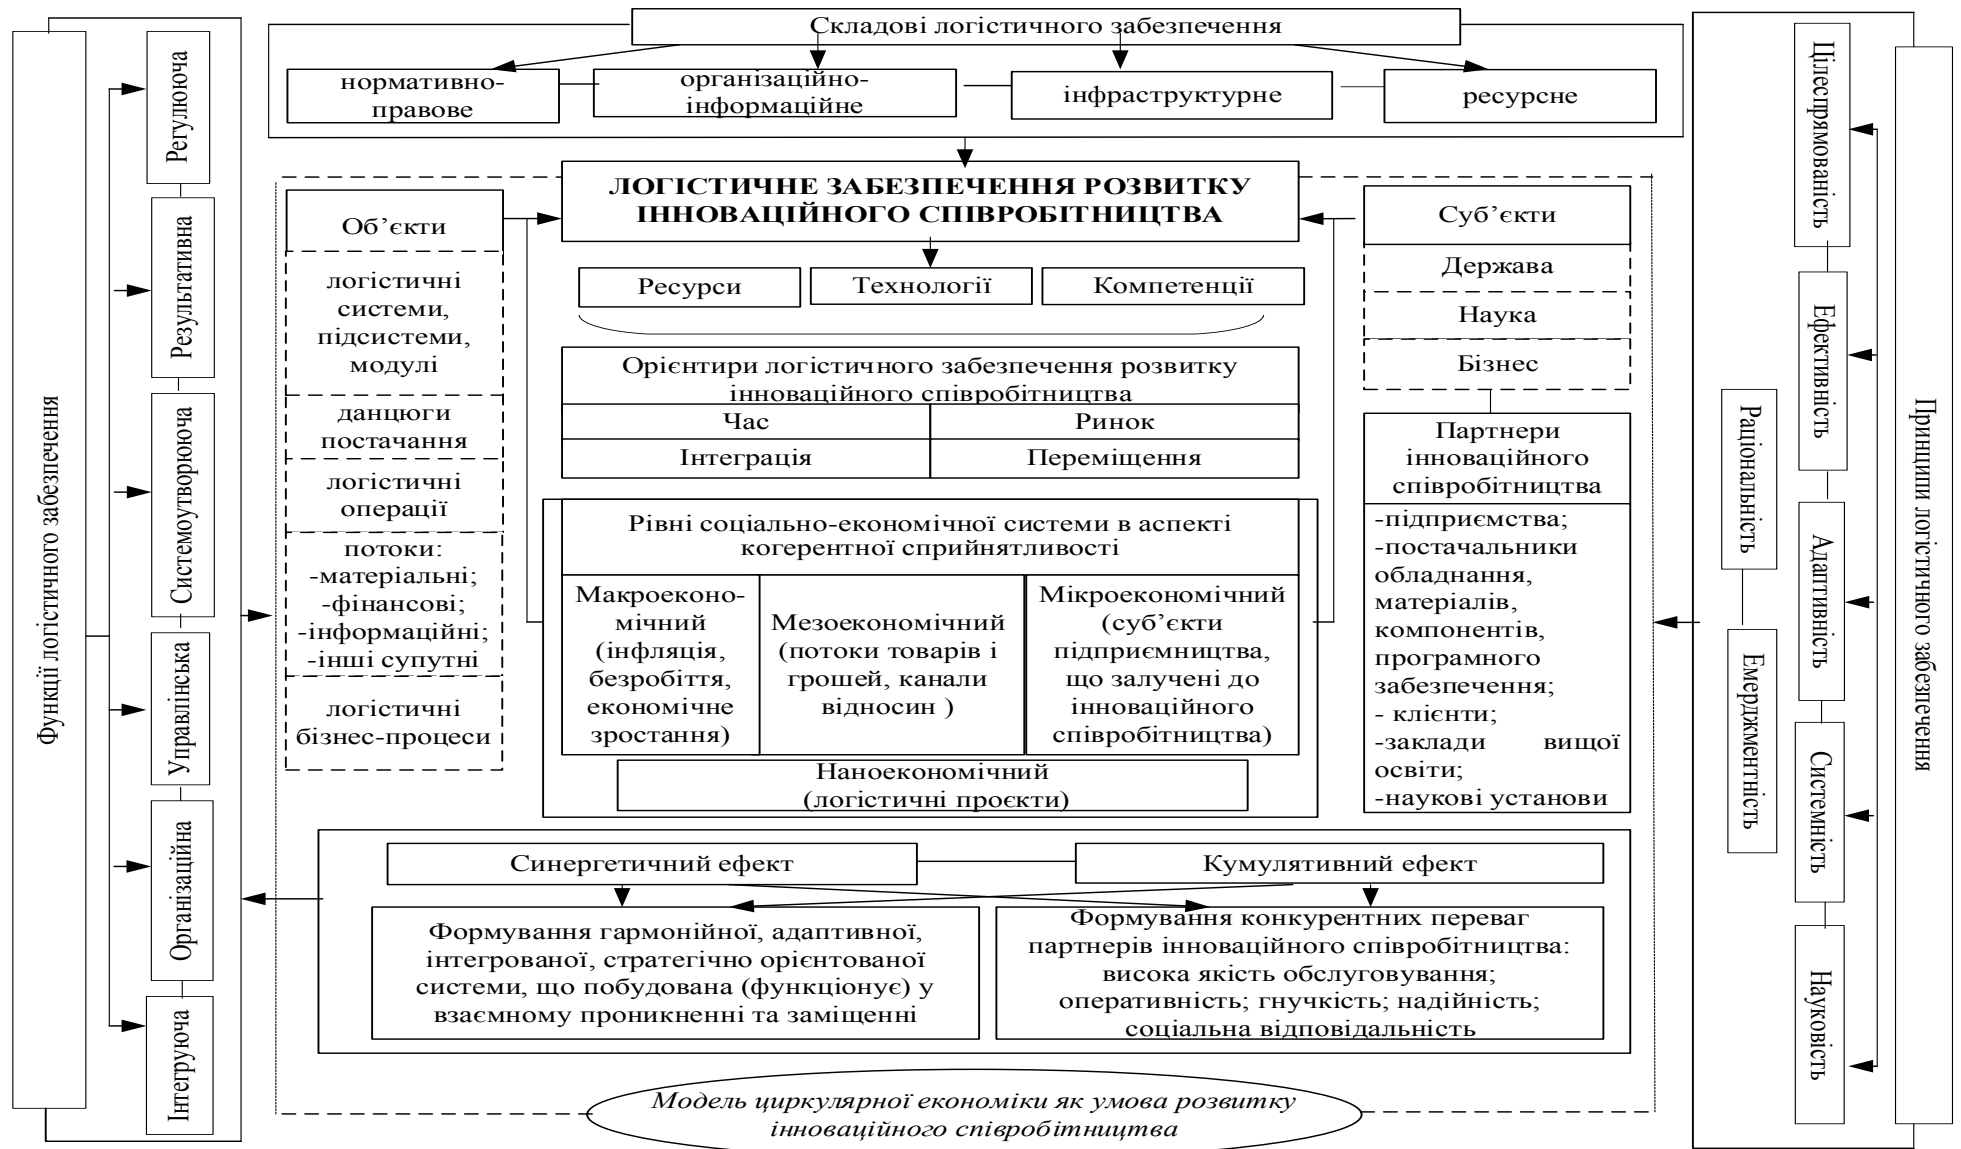 Функції логістичного забезпечення
Регулююча
Результативна
Системоутворююча
Управлінська
Організаційна
Інтегруюча
Складові логістичного забезпечення
нормативно-
правове
організаційно-
інформаційне
інфраструктурне
ресурсне
ЛОГІСТИЧНЕ ЗАБЕЗПЕЧЕННЯ РОЗВИТКУ
ІННОВАЦІЙНОГО СПІВРОБІТНИЦТВА
Об’єкти
логістичні
системи,
підсистеми,
модулі
данцюги
постачання
логістичні
операції
потоки:
-матеріальні;
-фінансові;
-інформаційні;
-інші супутні
логістичні
бізнес-процеси
Ресурси
Технології
Компетенції
Орієнтири логістичного забезпечення розвитку
інноваційного співробітництва
Час
Ринок
Інтеграція
Переміщення
Рівні соціально-економічної системи в аспекті
когерентної сприйнятливості
Макроеконо-
мічний
(інфляція,
безробіття,
економічне
зростання)
Мезоекономічний
(потоки товарів і
грошей, канали
відносин )
Мікроекономічний
(суб’єкти
підприємництва,
що залучені до
інноваційного
співробітництва)
Наноекономічний
(логістичні проєкти)
Суб’єкти
Держава
Наука
Бізнес
Партнери
інноваційного
співробітництва
-підприємства;
-постачальники
обладнання,
матеріалів,
компонентів,
програмного
забезпечення;
- клієнти;
-заклади вищої
освіти;
-наукові установи
Синергетичний ефект
Кумулятивний ефект
Формування гармонійної, адаптивної,
інтегрованої, стратегічно орієнтованої
системи, що побудована (функціонує) у
взаємному проникненні та заміщенні
Формування конкурентних переваг
партнерів інноваційного співробітництва:
висока якість обслуговування;
оперативність; гнучкість; надійність;
соціальна відповідальність
Модель циркулярної економіки як умова розвитку
інноваційного співробітництва
Раціональність
Емерджментність
Цілеспрямованість
Ефективність
Адаптивність
Системність
Науковість
Принципи логістичного забезпечення